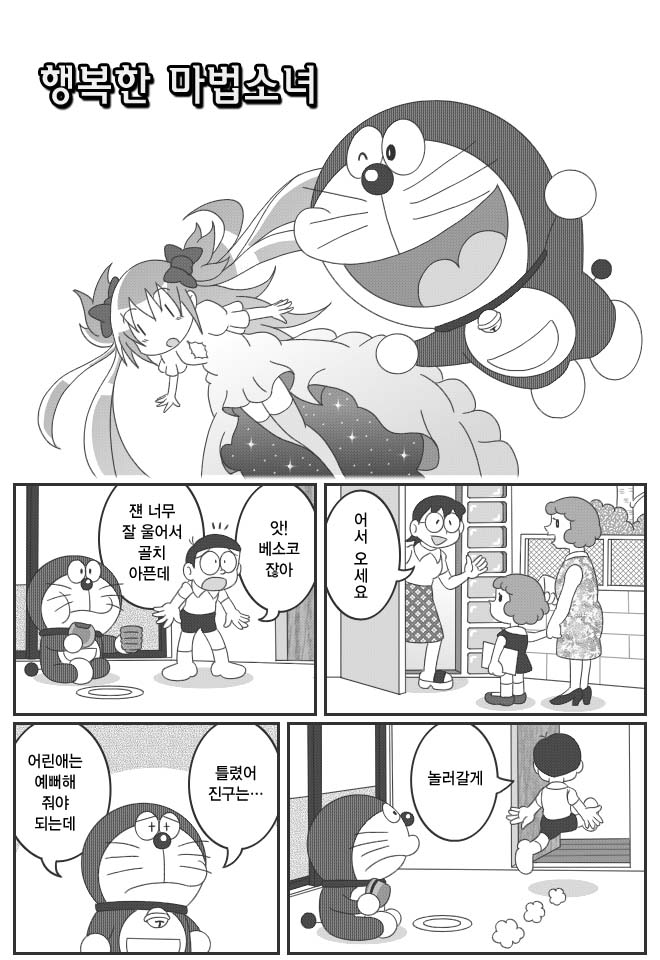 행복한 마법소녀
어서 오세요
앗!
베소코
잖아
쟨 너무
잘 울어서
골치
아픈데
놀러갈게
틀렸어
진구는…
어린애는
예뻐해
줘야
되는데